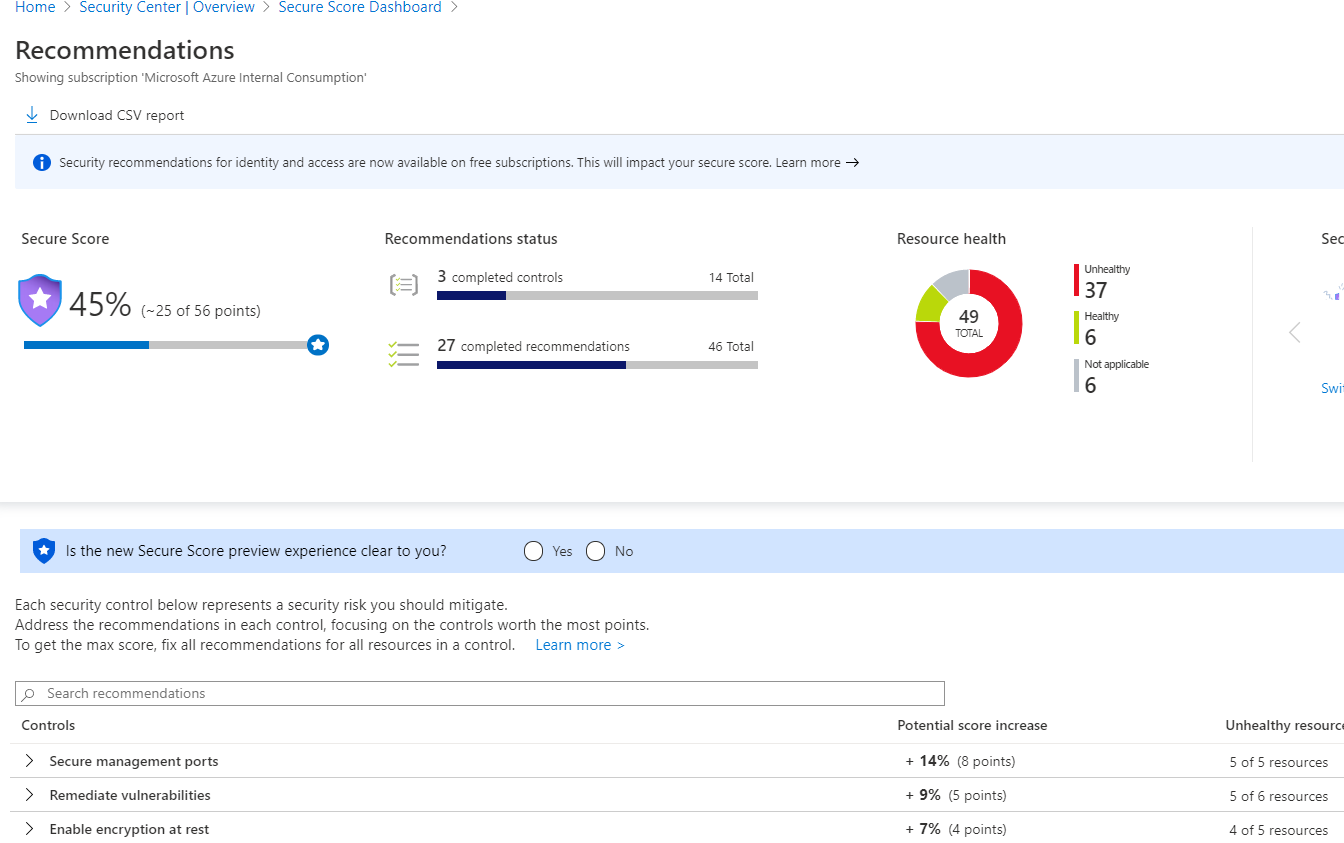 Home > Security Center | Overview > Secure Score Dashboard >
Recommendations
Showing subscription 'Microsoft Azure Internal Consumption'
Download CSV report
Security recommendations for identity and access are now available on free subscriptions. This will impact your secure score. Learn more →
Secure Score
45% (~25 of 56 points)
Recommendations status
3 completed controls 14 Total
27 completed recommendations 46 Total
Resource health
49
TOTAL
Unhealthy
37
Healthy
6
Not applicable
6
Sec
Swi
Is the new Secure Score preview experience clear to you? Yes No
Each security control below represents a security risk you should mitigate.
Address the recommendations in each control, focusing on the controls worth the most points.
To get the max score, fix all recommendations for all resources in a control. Learn more >
Search recommendations
Controls Potential score increase Unhealthy resource
Secure management ports + 14% (8 points) 5 of 5 resources
Remediate vulnerabilities + 9% (5 points) 5 of 6 resources
Enable encryption at rest + 7% (4 points) 4 of 5 resources